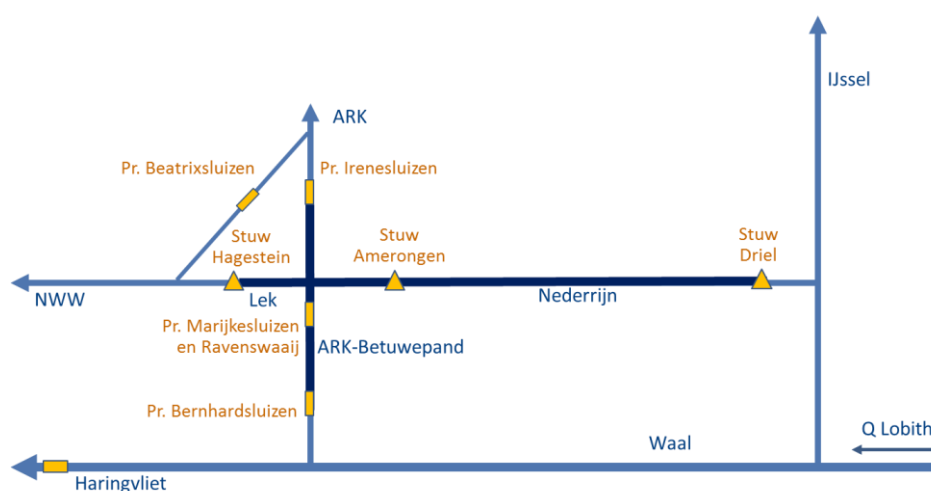 IJssel
ARK
Pr. Beatrixsluizen
Pr. Irenesluizen
Stuw
Hagestein
Stuw
Amerongen
Stuw
Driel
NWW
Lek
Nederrijn
Pr. Marijkesluizen
en Ravenswaaij
ARK-Betuwepand
Pr. Bernhardsluizen
Waal
Q Lobith
Haringvliet